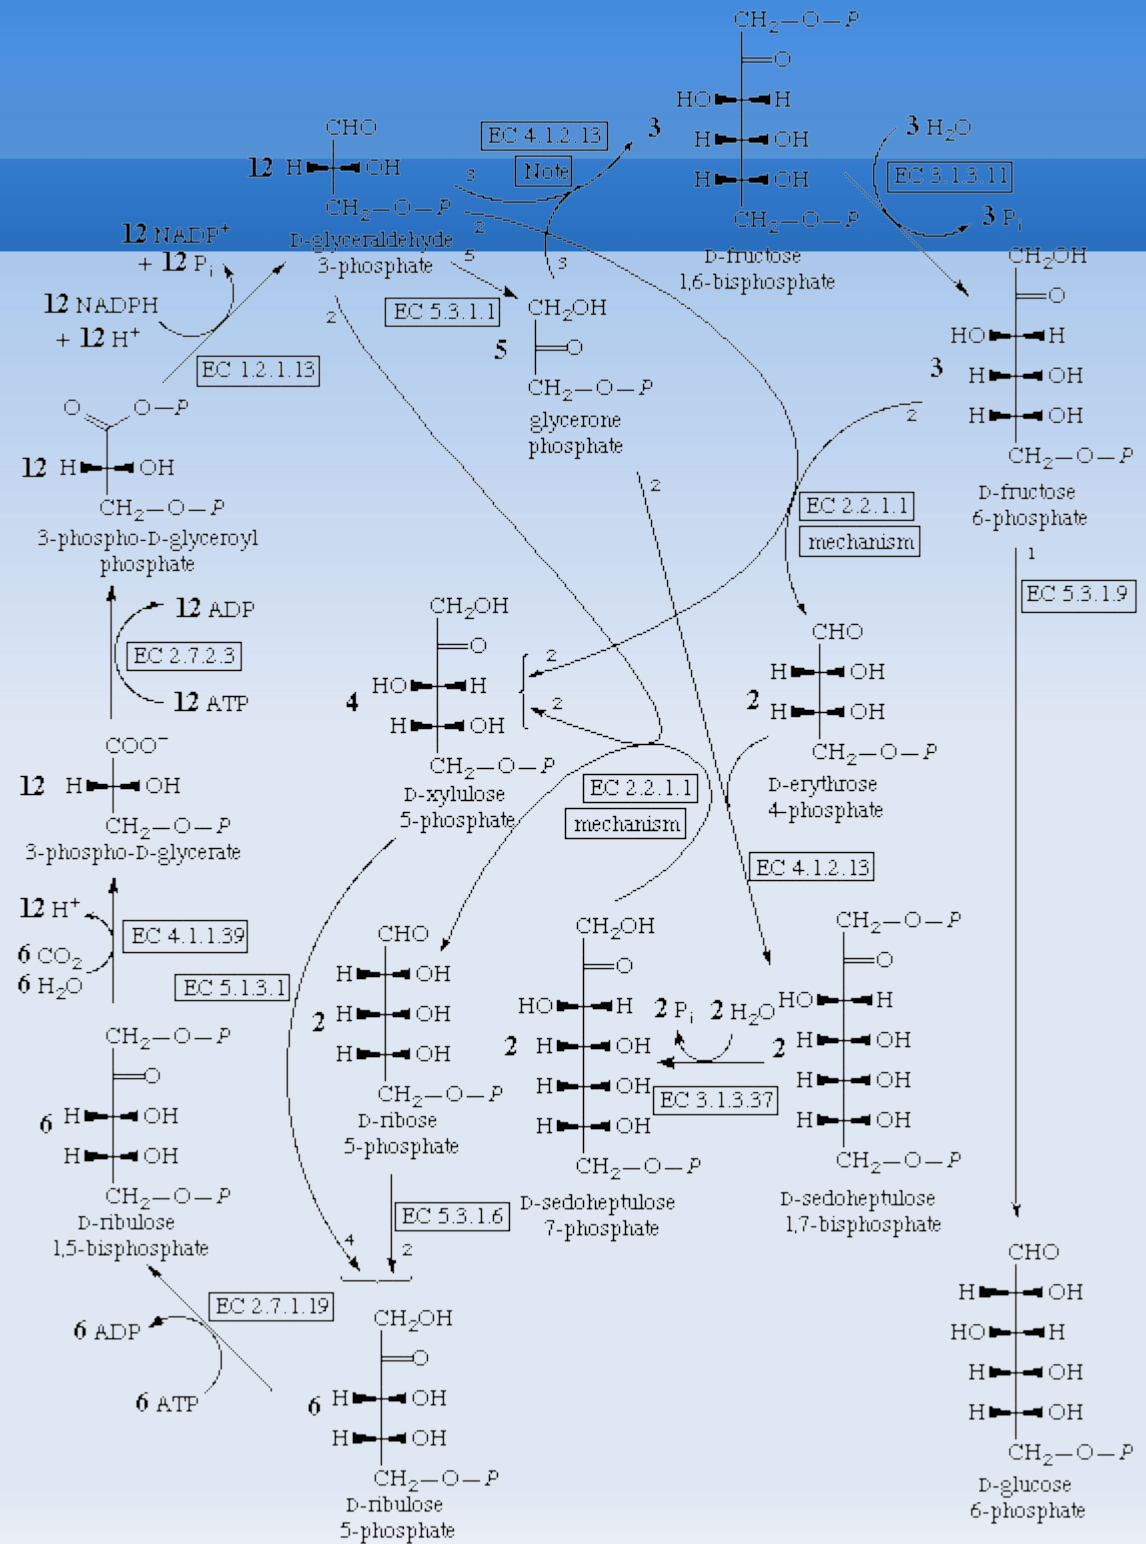 CH2–O–P
O
HO H
3
H OH
H OH
CH2–O–P
D-fructose
1,6-bisphosphate
3 H2O
EC 3.1.3.11
3 Pi
CHO
12 H OH
CH2–O–P
D-glyceraldehyde
3-phosphate
EC 4.1.2.13
Note
3
2
5
3
2
12 NADP+
+ 12 Pi
12 NADPH
+ 12 H+
EC 1.2.1.13
EC 5.3.1.1
CH2OH
5
O
CH2–O–P
glycerone
phosphate
2
CH2OH
O
HO H
3
H OH
H OH
CH2–O–P
D-fructose
6-phosphate
2
1
EC 5.3.1.9
O O–P
12 H OH
CH2–O–P
3-phospho-D-glyceroyl
phosphate
12 ADP
EC 2.7.2.3
12 ATP
EC 2.2.1.1
mechanism
CH2OH
O
4
HO H
H OH
CH2–O–P
D-xylulose
5-phosphate
2
2
CHO
H OH
2
H OH
CH2–O–P
D-erythrose
4-phosphate
EC 2.2.1.1
mechanism
COO−
12 H OH
CH2–O–P
3-phospho-D-glycerate
EC 4.1.2.13
12 H+
EC 4.1.1.39
6 CO2
6 H2O
EC 5.1.3.1
CHO
H OH
2
H OH
H OH
CH2–O–P
D-ribose
5-phosphate
CH2OH
O
HO H
2
H OH
H OH
H OH
CH2–O–P
D-sedoheptulose
7-phosphate
2 Pi 2 H2O
EC 3.1.3.37
CH2–O–P
O
HO H
2
H OH
H OH
H OH
CH2–O–P
D-sedoheptulose
1,7-bisphosphate
CH2–O–P
O
6
H OH
H OH
CH2–O–P
D-ribulose
1,5-bisphosphate
EC 5.3.1.6
4
2
EC 2.7.1.19
6 ADP
6 ATP
CH2OH
O
6
H OH
H OH
CH2–O–P
D-ribulose
5-phosphate
CHO
H OH
HO H
H OH
H OH
CH2–O–P
D-glucose
6-phosphate